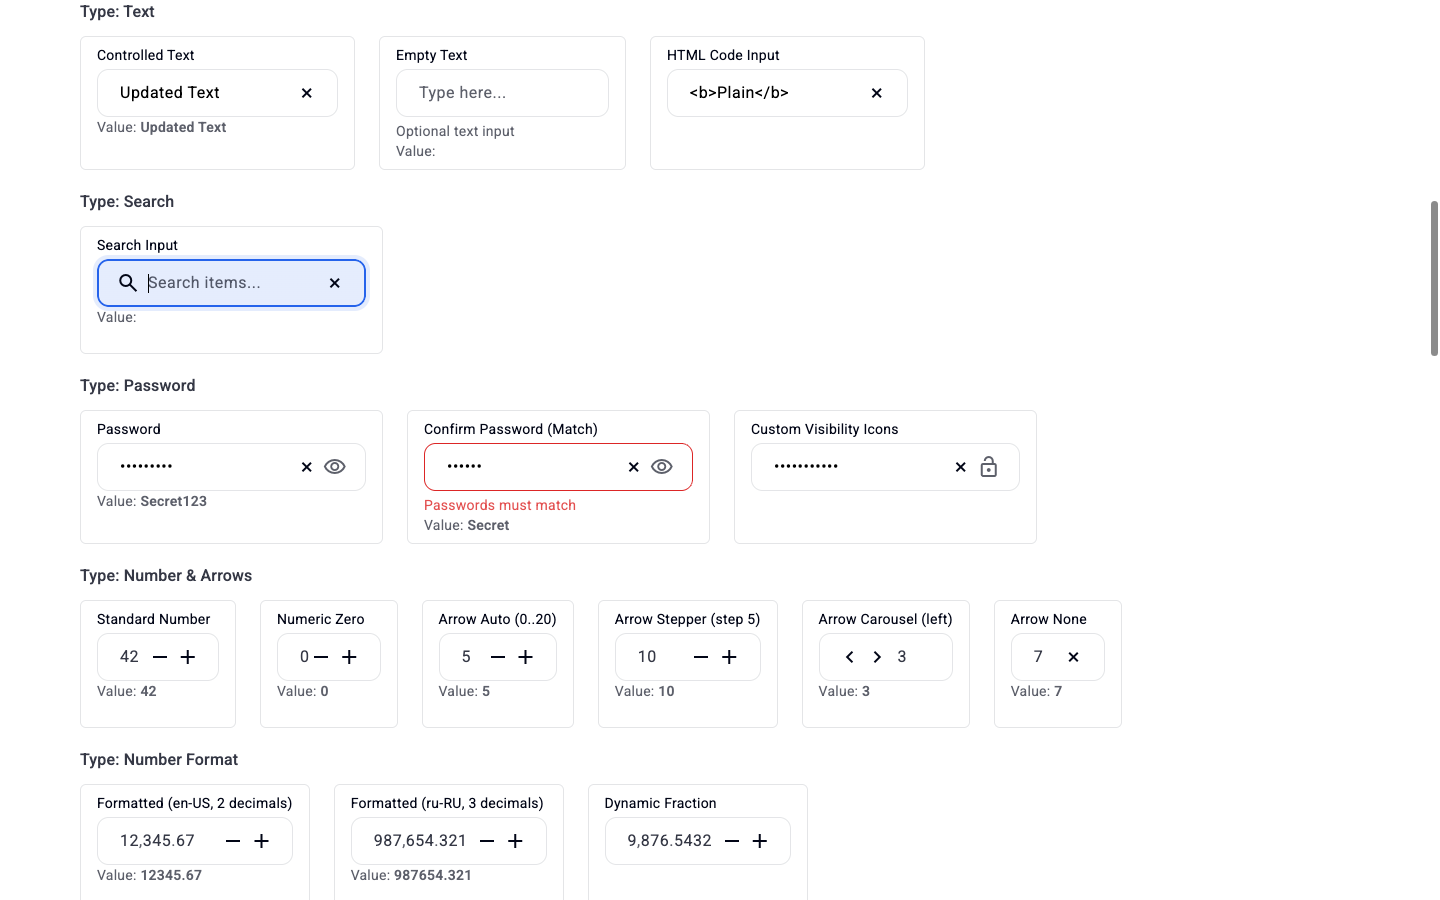 Type: Text
Controlled Text
Empty Text
HTML Code Input
Updated Text
Type here...
<b>Plain</b>
Value: Updated Text
Optional text input
Value:
Type: Search
Search Input
Search items...
Value:
Type: Password
Password
Confirm Password (Match)
Custom Visibility Icons
•••••••••
••••••
•••••••••••
Value: Secret123
Passwords must match
Value: Secret
Type: Number & Arrows
Standard Number
Numeric Zero
Arrow Auto (0..20)
Arrow Stepper (step 5)
Arrow Carousel (left)
Arrow None
42
0
5
10
3
7
Value: 42
Value: 0
Value: 5
Value: 10
Value: 3
Value: 7
Type: Number Format
Formatted (en-US, 2 decimals)
Formatted (ru-RU, 3 decimals)
Dynamic Fraction
12,345.67
987,654.321
9,876.5432
Value: 12345.67
Value: 987654.321